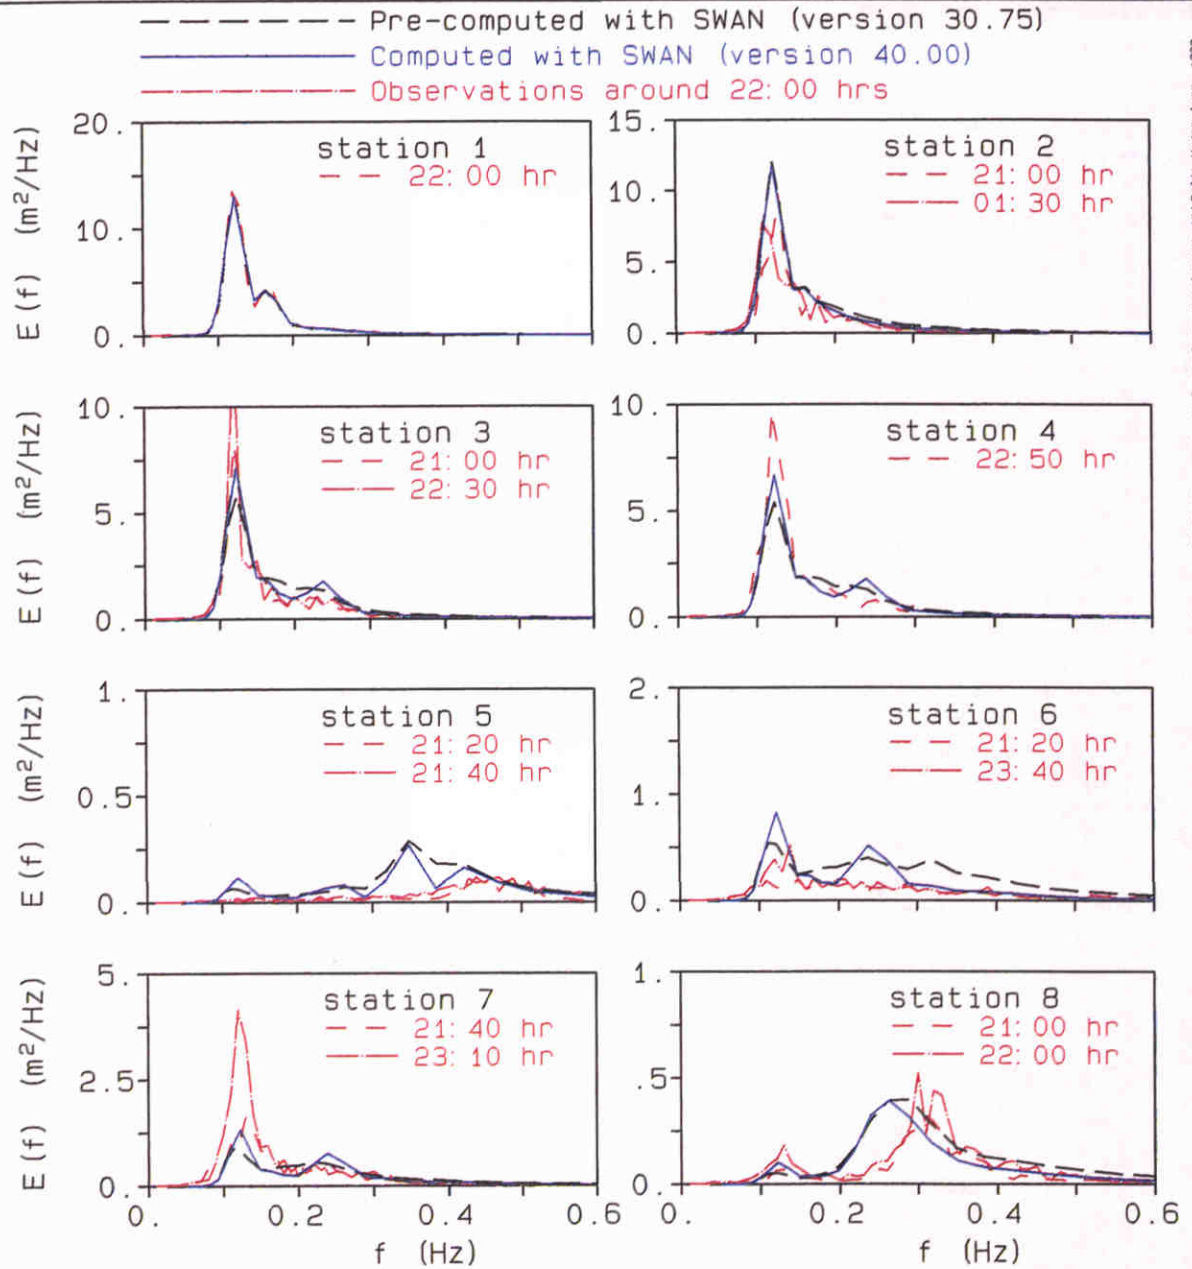 Pre-computed with SWAN (version 30.75)
Computed with SWAN (version 40.00)
Observations around 22:00 hrs
20.
10.
0.
E(f) (m²/Hz)
station 1
22:00 hr
15.
10.
5.
0.
station 2
21:00 hr
01:30 hr
10.
5.
0.
E(f) (m²/Hz)
station 3
21:00 hr
22:30 hr
10.
5.
0.
station 4
22:50 hr
1.
0.5
0.
E(f) (m²/Hz)
station 5
21:20 hr
21:40 hr
2.
1.
0.
station 6
21:20 hr
23:40 hr
5.
2.5
0.
E(f) (m²/Hz)
station 7
21:40 hr
23:10 hr
0. 0.2 0.4 0.6
f (Hz)
1.
.5
0.
station 8
21:00 hr
22:00 hr
0. 0.2 0.4 0.6
f (Hz)